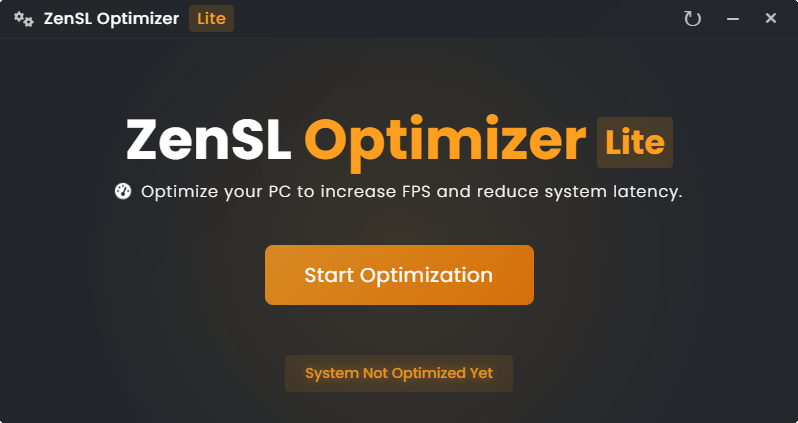 ZenSL Optimizer Lite
ZenSL Optimizer Lite
Optimize your PC to increase FPS and reduce system latency.
Start Optimization
System Not Optimized Yet